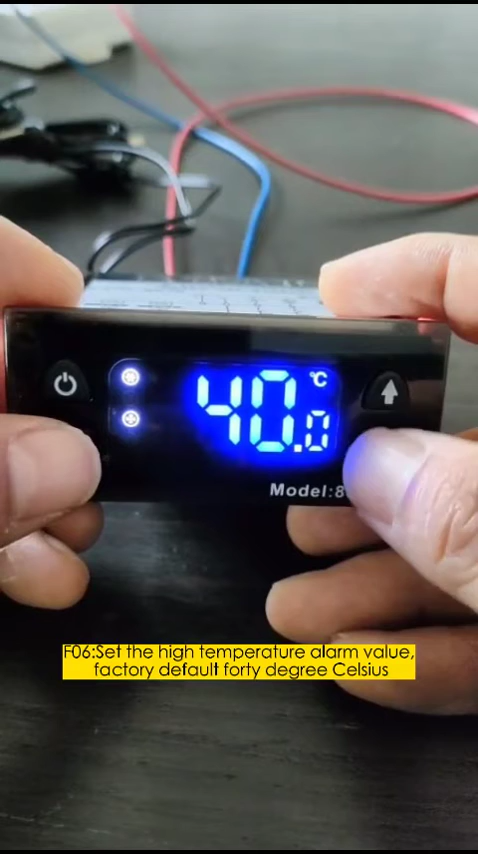 40.0 °C
Model:8
F06:Set the high temperature alarm value,
factory default forty degree Celsius